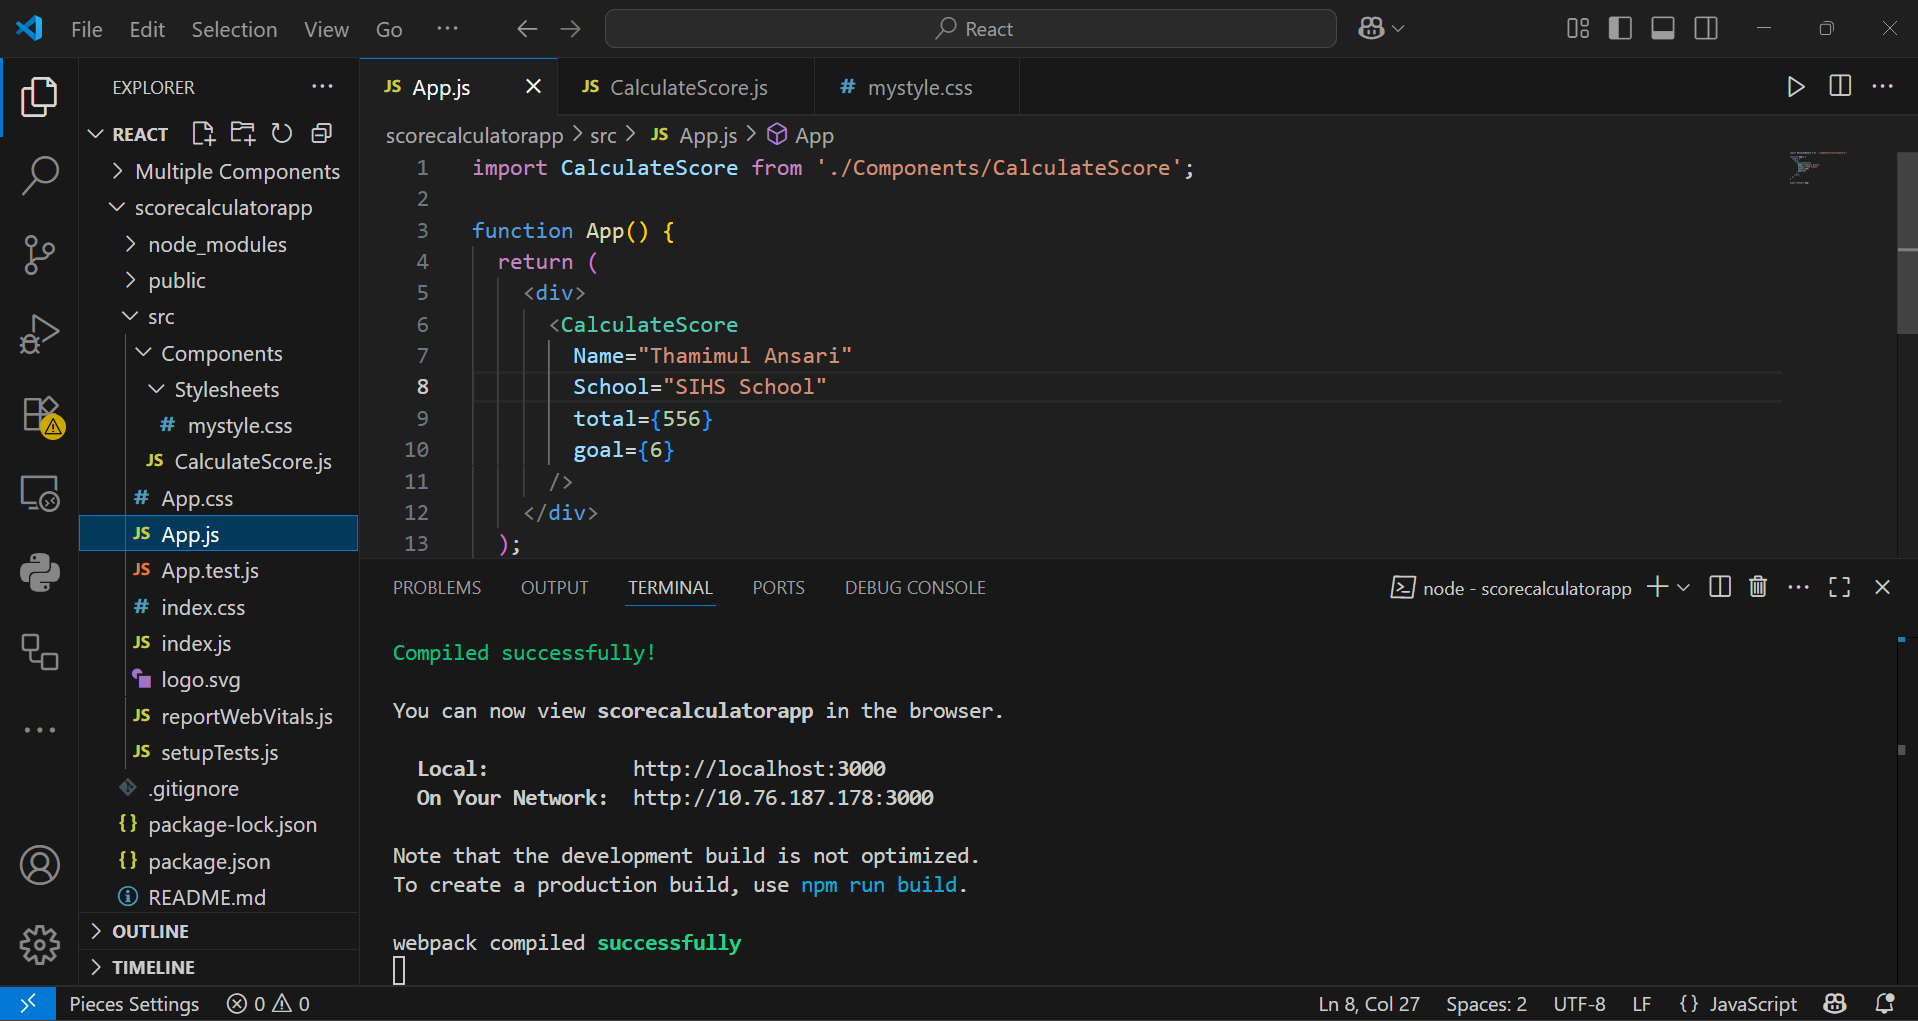 File Edit Selection View Go ··· React
EXPLORER ···
REACT
Multiple Components
scorecalculatorapp
node_modules
public
src
Components
Stylesheets
# mystyle.css
JS CalculateScore.js
# App.css
JS App.js
JS App.test.js
# index.css
JS index.js
logo.svg
JS reportWebVitals.js
JS setupTests.js
.gitignore
{} package-lock.json
{} package.json
README.md
OUTLINE
TIMELINE
JS App.js JS CalculateScore.js # mystyle.css
scorecalculatorapp > src > JS App.js > App
1 import CalculateScore from './Components/CalculateScore';
2
3 function App() {
4 return (
5 <div>
6 <CalculateScore
7 Name="Thamimul Ansari"
8 School="SIHS School"
9 total={556}
10 goal={6}
11 />
12 </div>
13 );
PROBLEMS OUTPUT TERMINAL PORTS DEBUG CONSOLE node - scorecalculatorapp
Compiled successfully!
You can now view scorecalculatorapp in the browser.
Local: http://localhost:3000
On Your Network: http://10.76.187.178:3000
Note that the development build is not optimized.
To create a production build, use npm run build.
webpack compiled successfully
Pieces Settings 0 0 Ln 8, Col 27 Spaces: 2 UTF-8 LF {} JavaScript